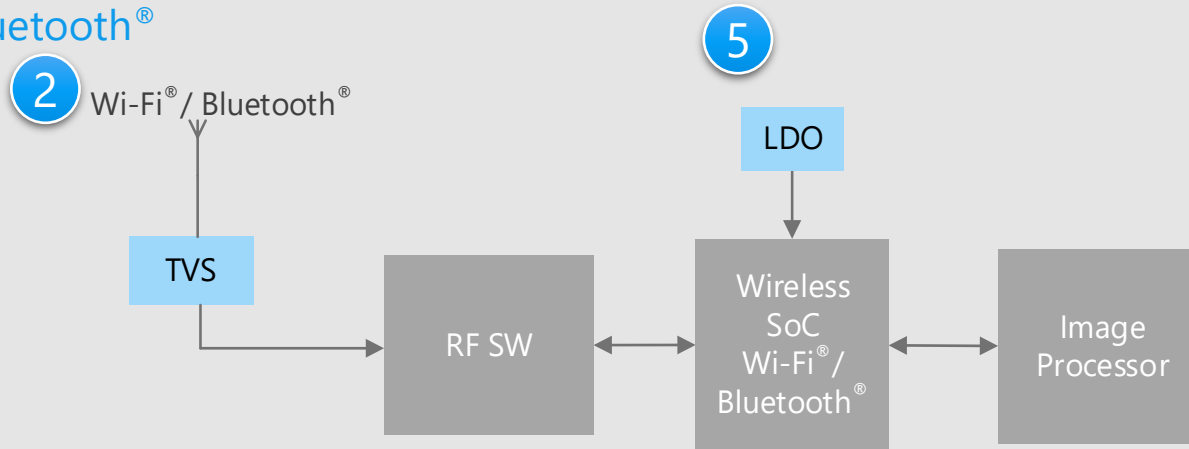 uetooth®
2
Wi-Fi®/ Bluetooth®
5
LDO
TVS
RF SW
Wireless
SoC
Wi-Fi®/
Bluetooth®
Image
Processor